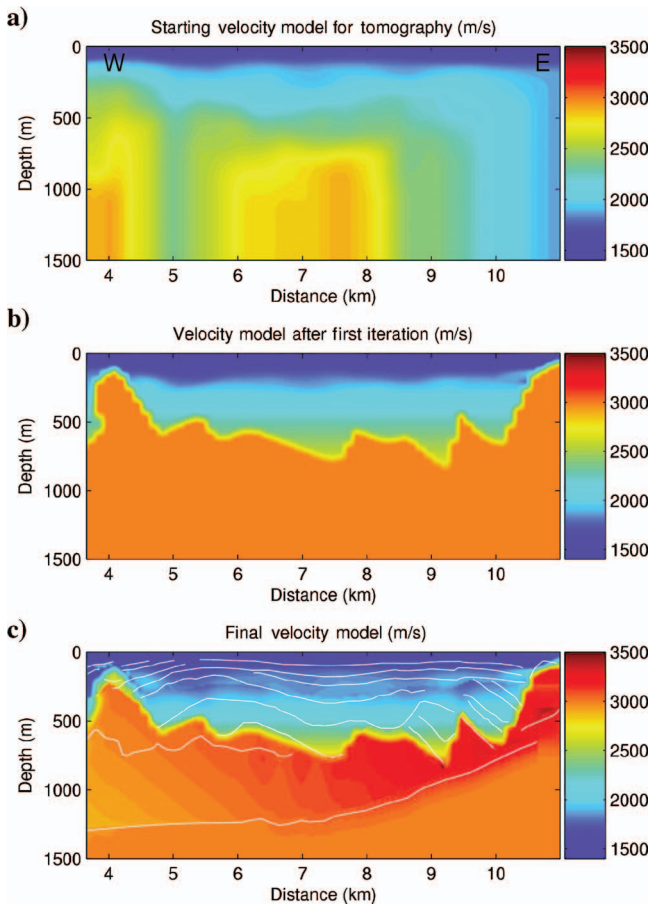 a)
Starting velocity model for tomography (m/s)
W
E
0
500
1000
1500
Depth (m)
4 5 6 7 8 9 10
Distance (km)
3500
3000
2500
2000
b)
Velocity model after first iteration (m/s)
0
500
1000
1500
Depth (m)
4 5 6 7 8 9 10
Distance (km)
3500
3000
2500
2000
c)
Final velocity model (m/s)
0
500
1000
1500
Depth (m)
4 5 6 7 8 9 10
Distance (km)
3500
3000
2500
2000